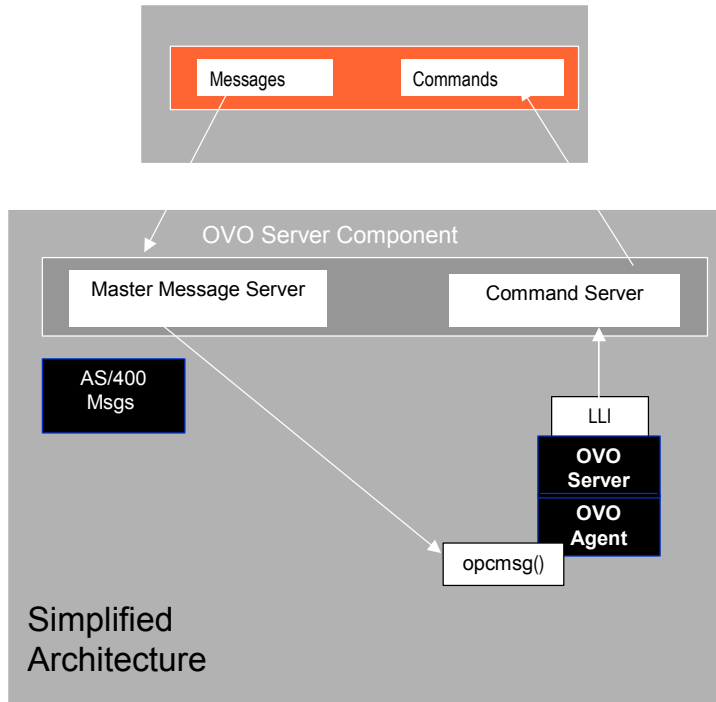 Messages
Commands
OVO Server Component
Master Message Server
Command Server
AS/400
Msgs
LLI
OVO
Server
OVO
Agent
opcmsg()
Simplified
Architecture